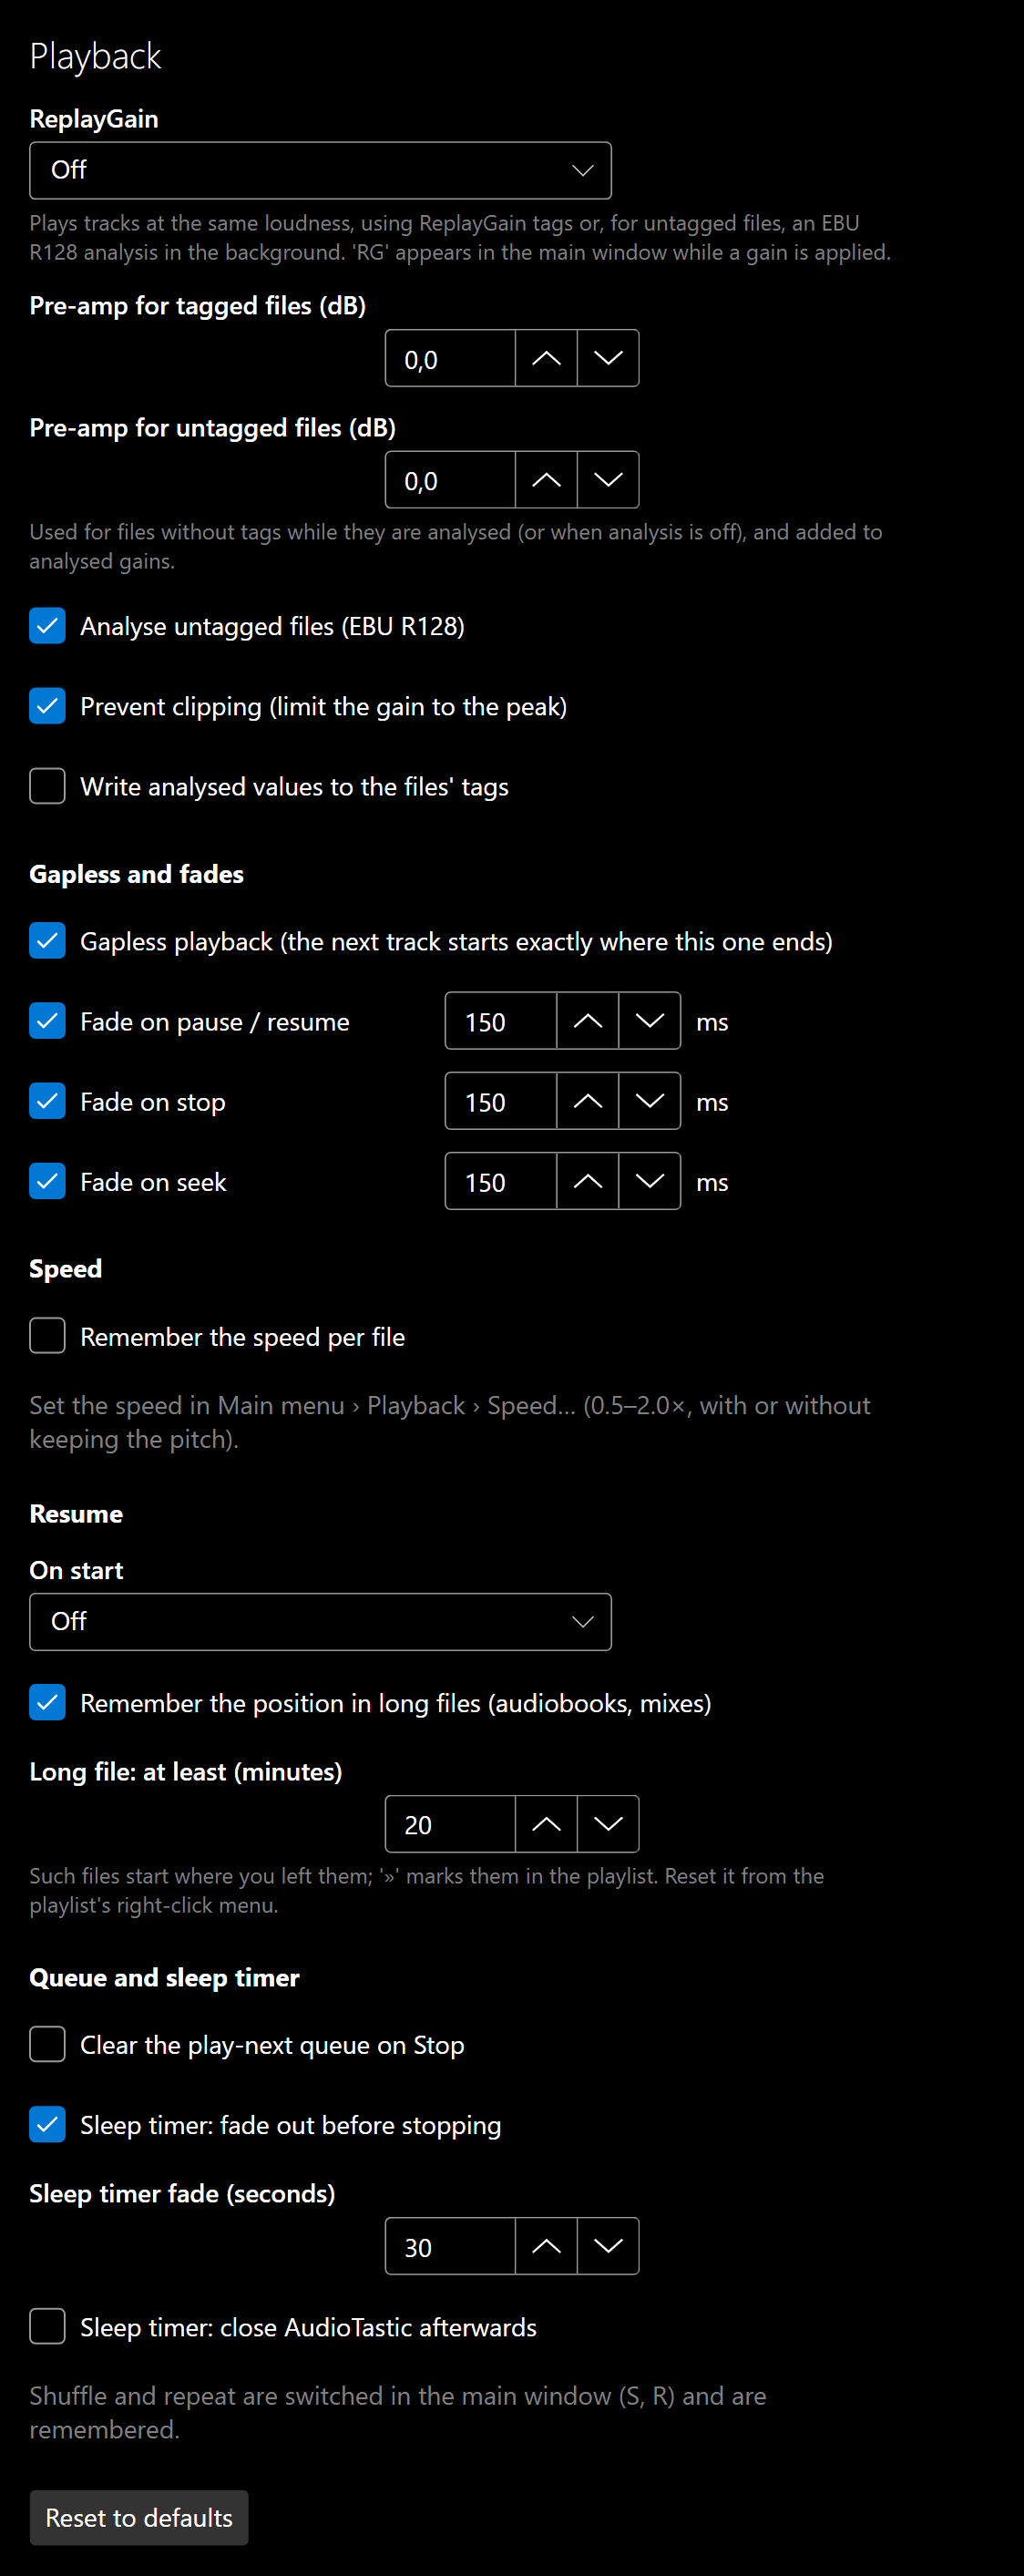 Playback
ReplayGain
Off
Plays tracks at the same loudness, using ReplayGain tags or, for untagged files, an EBU
R128 analysis in the background. 'RG' appears in the main window while a gain is applied.
Pre-amp for tagged files (dB)
0,0
Pre-amp for untagged files (dB)
0,0
Used for files without tags while they are analysed (or when analysis is off), and added to
analysed gains.
Analyse untagged files (EBU R128)
Prevent clipping (limit the gain to the peak)
Write analysed values to the files' tags
Gapless and fades
Gapless playback (the next track starts exactly where this one ends)
Fade on pause / resume 150 ms
Fade on stop 150 ms
Fade on seek 150 ms
Speed
Remember the speed per file
Set the speed in Main menu › Playback › Speed... (0.5–2.0×, with or without
keeping the pitch).
Resume
On start
Off
Remember the position in long files (audiobooks, mixes)
Long file: at least (minutes)
20
Such files start where you left them; '»' marks them in the playlist. Reset it from the
playlist's right-click menu.
Queue and sleep timer
Clear the play-next queue on Stop
Sleep timer: fade out before stopping
Sleep timer fade (seconds)
30
Sleep timer: close AudioTastic afterwards
Shuffle and repeat are switched in the main window (S, R) and are
remembered.
Reset to defaults